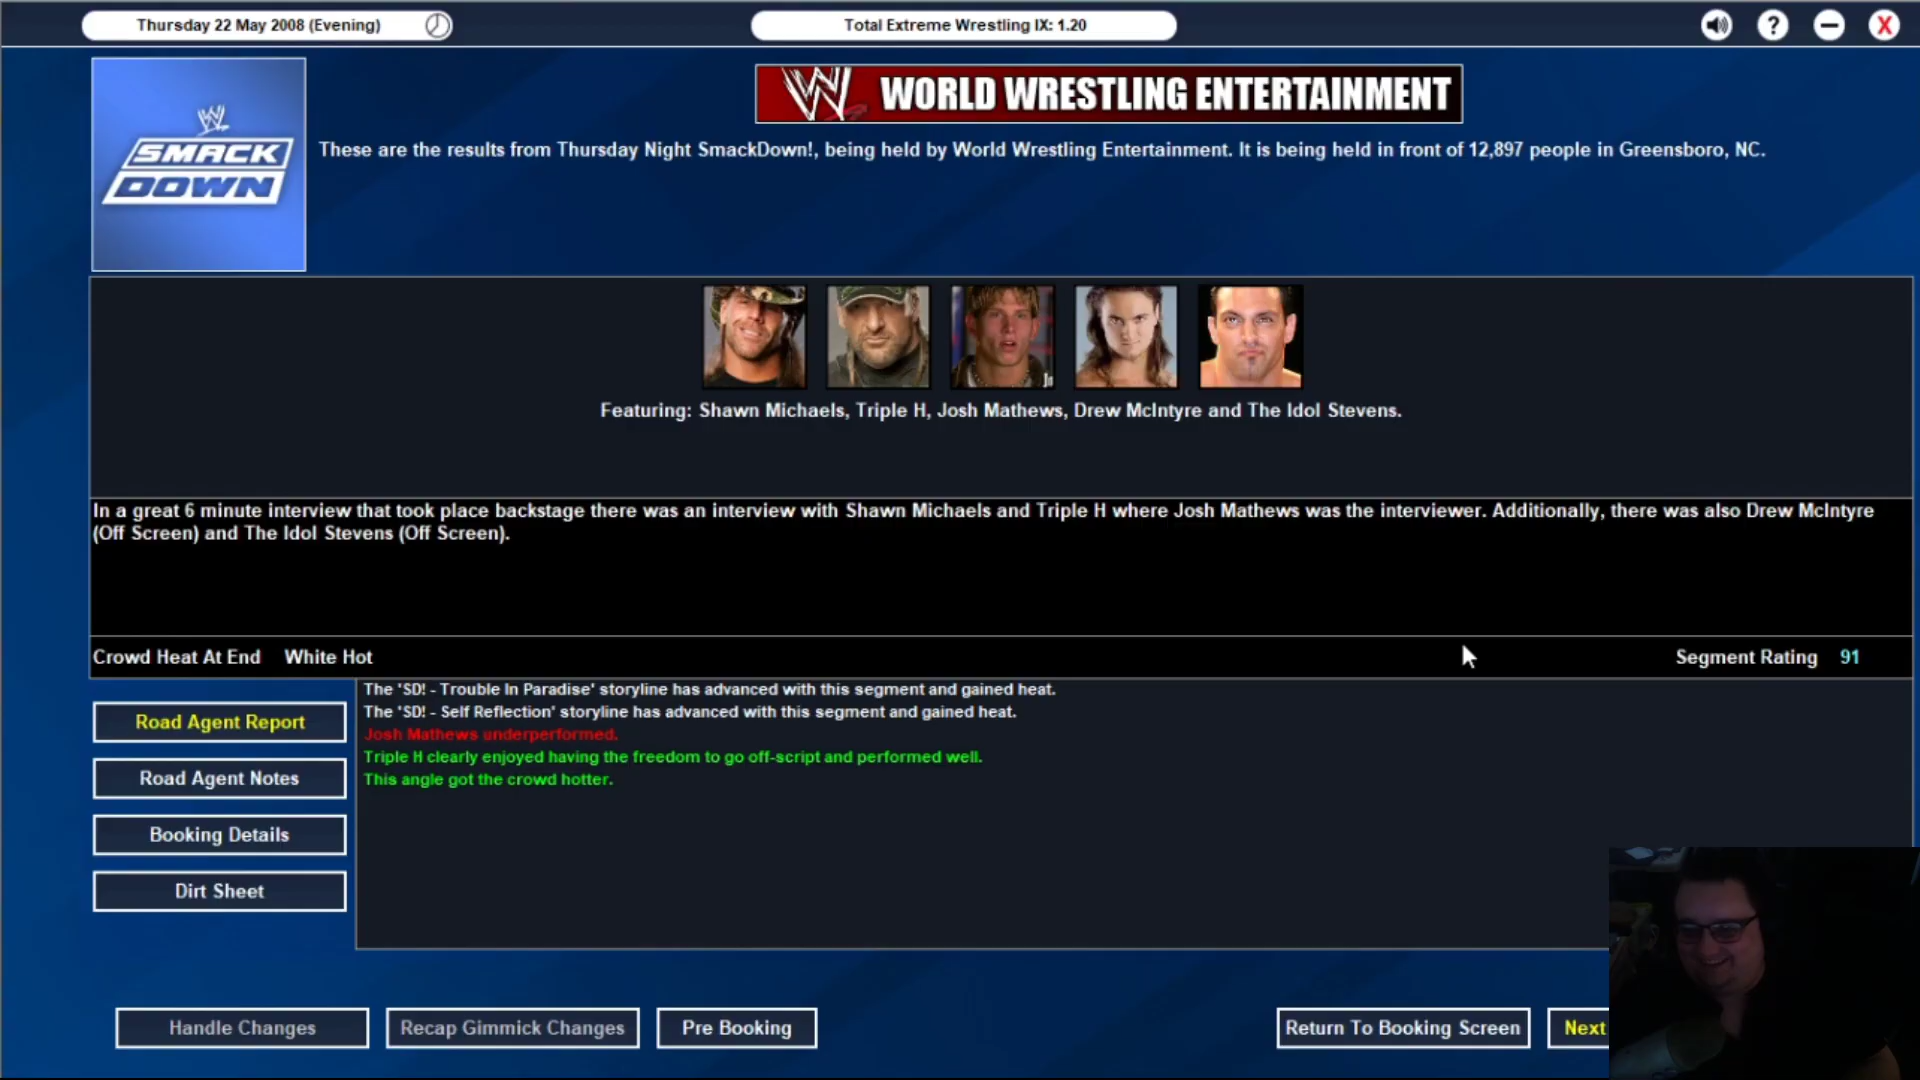 Thursday 22 May 2008 (Evening)
Total Extreme Wrestling IX: 1.20
?
X
W
SMACK
DOWN
W WORLD WRESTLING ENTERTAINMENT
These are the results from Thursday Night SmackDown!, being held by World Wrestling Entertainment. It is being held in front of 12,897 people in Greensboro, NC.
Featuring: Shawn Michaels, Triple H, Josh Mathews, Drew McIntyre and The Idol Stevens.
In a great 6 minute interview that took place backstage there was an interview with Shawn Michaels and Triple H where Josh Mathews was the interviewer. Additionally, there was also Drew McIntyre
(Off Screen) and The Idol Stevens (Off Screen).
Crowd Heat At End White Hot
Segment Rating 91
Road Agent Report
Road Agent Notes
Booking Details
Dirt Sheet
The 'SD! - Trouble In Paradise' storyline has advanced with this segment and gained heat.
The 'SD! - Self Reflection' storyline has advanced with this segment and gained heat.
Josh Mathews underperformed.
Triple H clearly enjoyed having the freedom to go off-script and performed well.
This angle got the crowd hotter.
Handle Changes
Recap Gimmick Changes
Pre Booking
Return To Booking Screen
Next